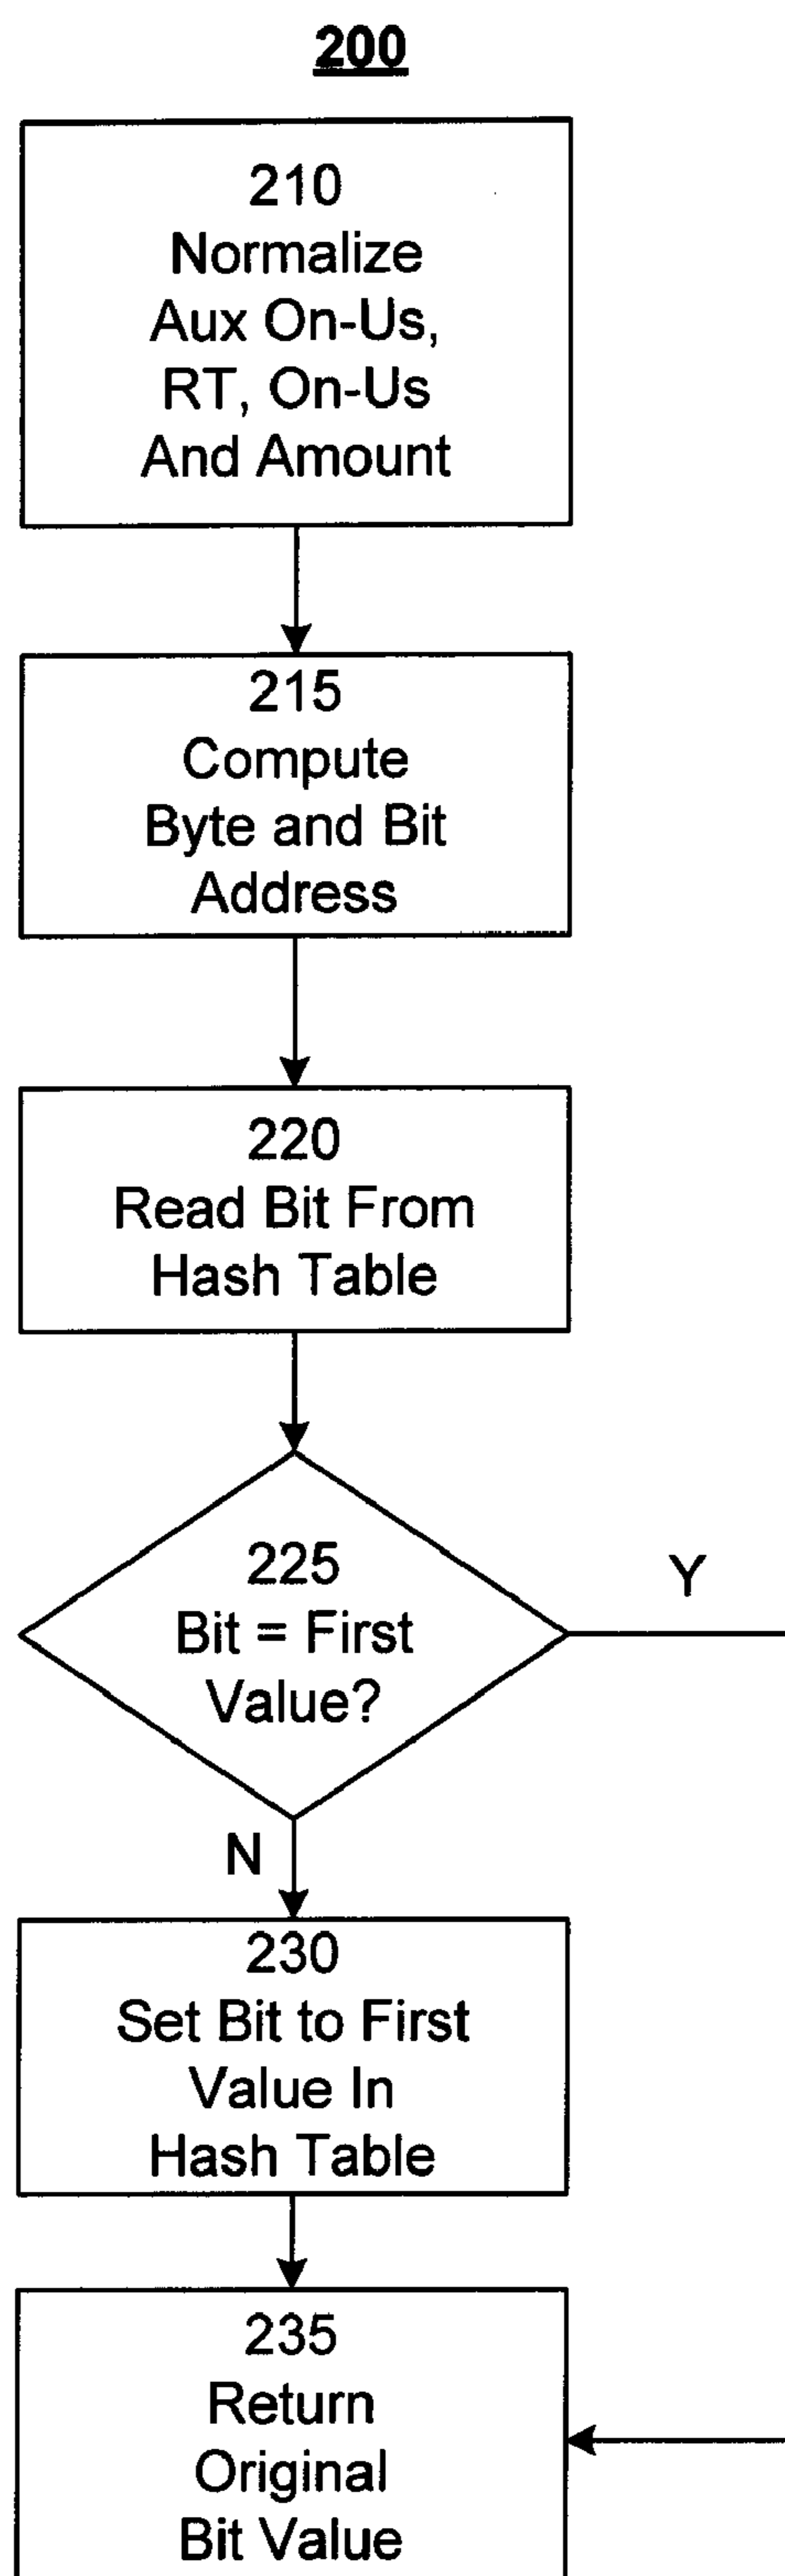 200
210
Normalize
Aux On-Us,
RT, On-Us
And Amount
215
Compute
Byte and Bit
Address
220
Read Bit From
Hash Table
225
Bit = First
Value?
Y
N
230
Set Bit to First
Value In
Hash Table
235
Return
Original
Bit Value